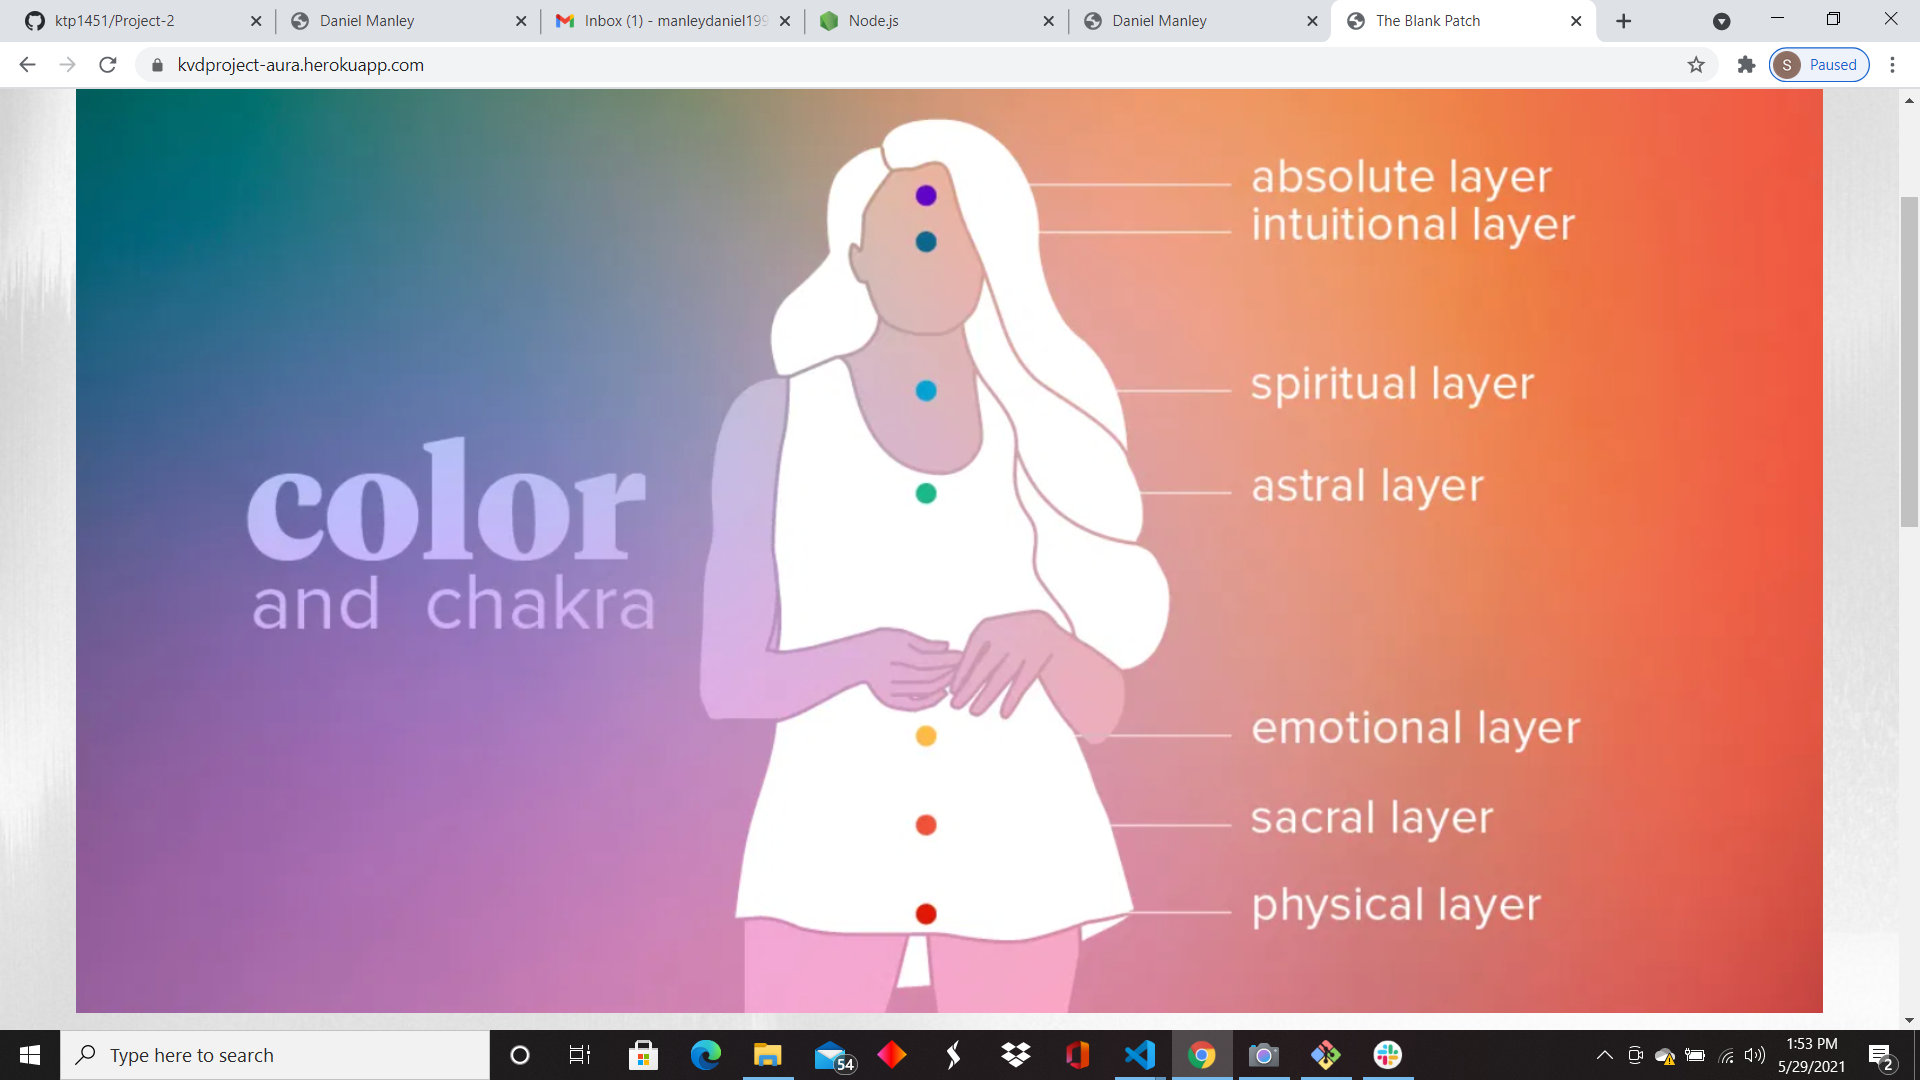 ktp1451/Project-2
Daniel Manley
Inbox (1) - manleydaniel199
Node.js
Daniel Manley
The Blank Patch
kvdproject-aura.herokuapp.com
S Paused
absolute layer
intuitional layer
spiritual layer
astral layer
color
and chakra
emotional layer
sacral layer
physical layer
Type here to search
54
1:53 PM
5/29/2021
2